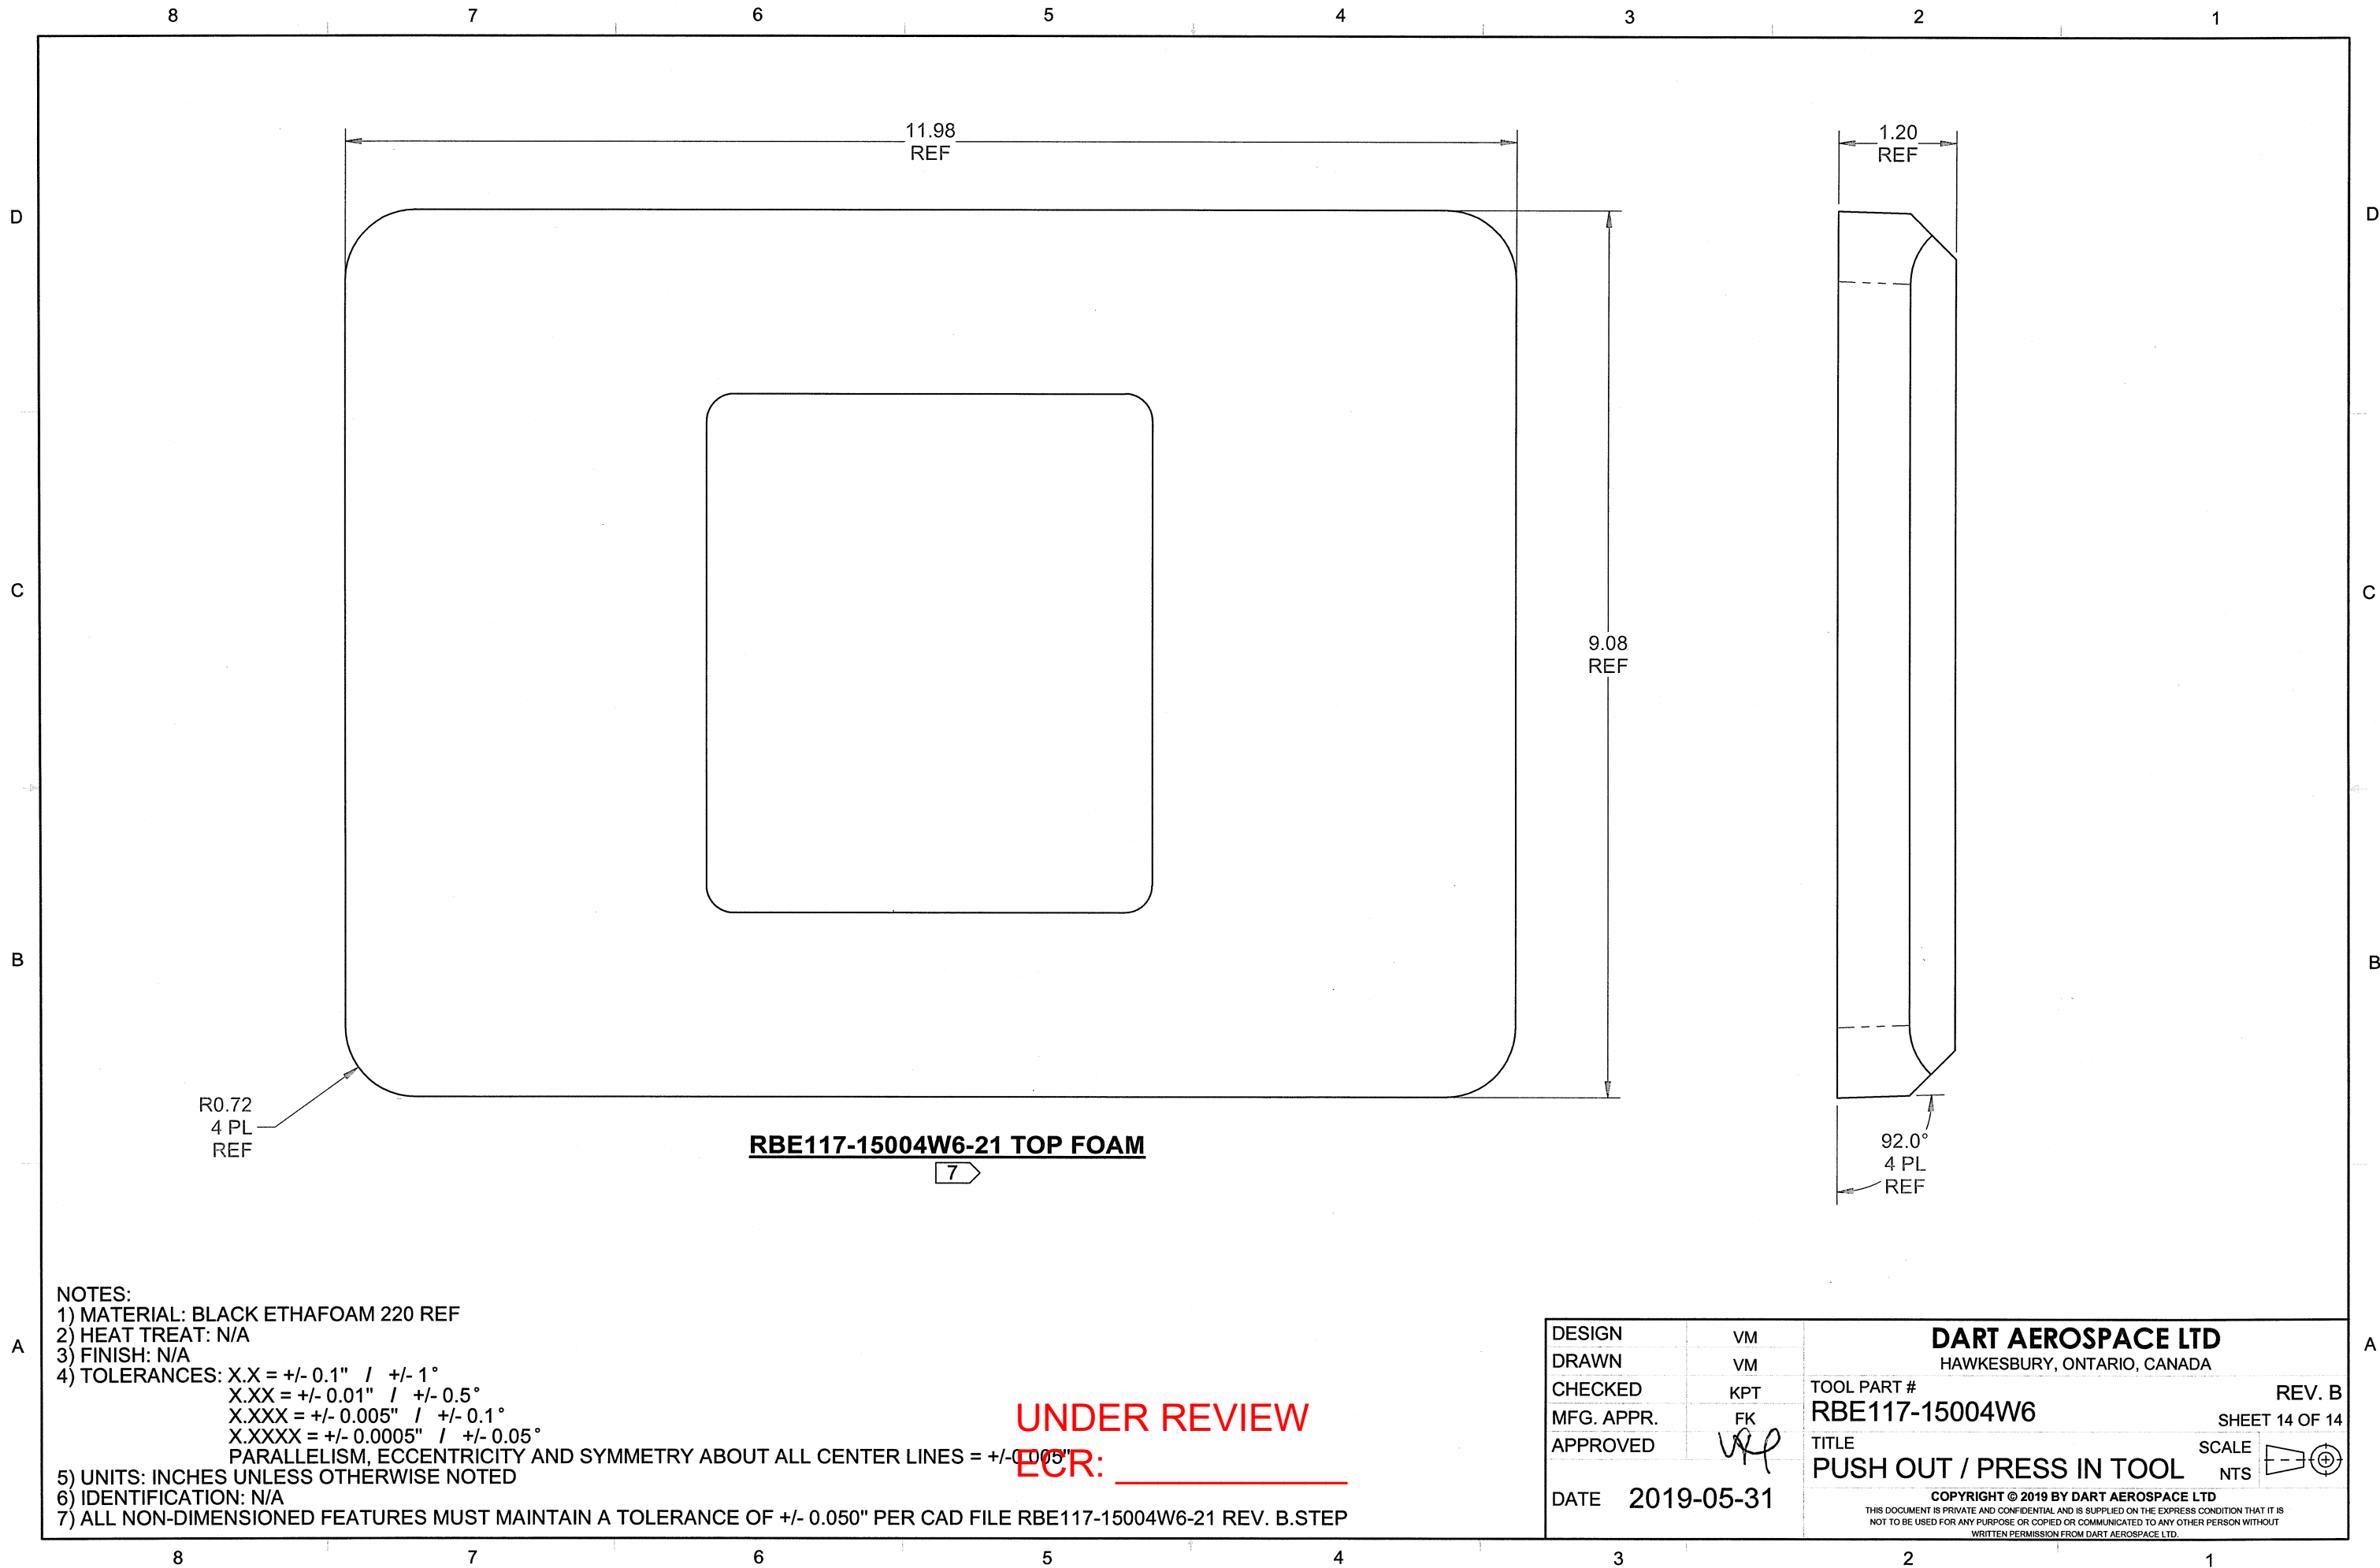 8 7 6 5 4 3 2 1
11.98
REF
1.20
REF
D
D
C
C
9.08
REF
B
B
R0.72
4 PL
REF
RBE117-15004W6-21 TOP FOAM
7
92.0°
4 PL
REF
NOTES:
1) MATERIAL: BLACK ETHAFOAM 220 REF
2) HEAT TREAT: N/A
3) FINISH: N/A
4) TOLERANCES: X.X = +/- 0.1" / +/- 1°
X.XX = +/- 0.01" / +/- 0.5°
X.XXX = +/- 0.005" / +/- 0.1°
X.XXXX = +/- 0.0005" / +/- 0.05°
PARALLELISM, ECCENTRICITY AND SYMMETRY ABOUT ALL CENTER LINES = +/- 0.005"
5) UNITS: INCHES UNLESS OTHERWISE NOTED
6) IDENTIFICATION: N/A
7) ALL NON-DIMENSIONED FEATURES MUST MAINTAIN A TOLERANCE OF +/- 0.050" PER CAD FILE RBE117-15004W6-21 REV. B.STEP
UNDER REVIEW
ECR: ____________
A
A
DESIGN VM
DRAWN VM
CHECKED KPT
MFG. APPR. FK
APPROVED
DATE 2019-05-31
DART AEROSPACE LTD
HAWKESBURY, ONTARIO, CANADA
TOOL PART #
RBE117-15004W6
REV. B
SHEET 14 OF 14
TITLE
PUSH OUT / PRESS IN TOOL
SCALE
NTS
COPYRIGHT © 2019 BY DART AEROSPACE LTD
THIS DOCUMENT IS PRIVATE AND CONFIDENTIAL AND IS SUPPLIED ON THE EXPRESS CONDITION THAT IT IS
NOT TO BE USED FOR ANY PURPOSE OR COPIED OR COMMUNICATED TO ANY OTHER PERSON WITHOUT
WRITTEN PERMISSION FROM DART AEROSPACE LTD.
8 7 6 5 4 3 2 1